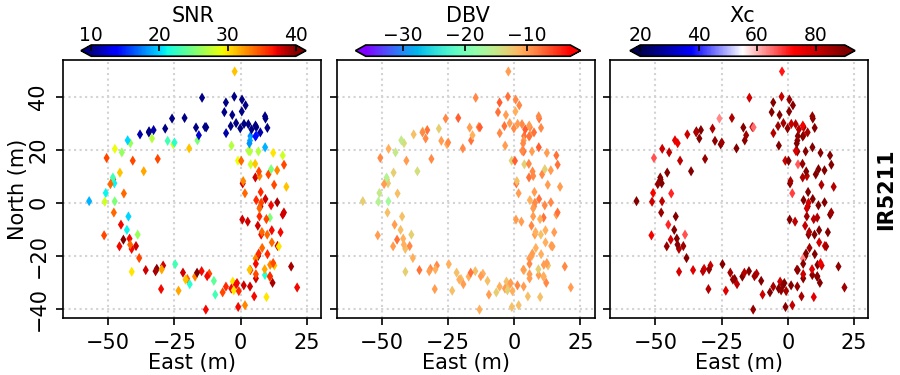 SNR DBV Xc
10 20 30 40 −30 −20 −10 20 40 60 80
40
20
0
−20
−40
North (m)
−50 −25 0 25 −50 −25 0 25 −50 −25 0 25
East (m) East (m) East (m)
IR5211